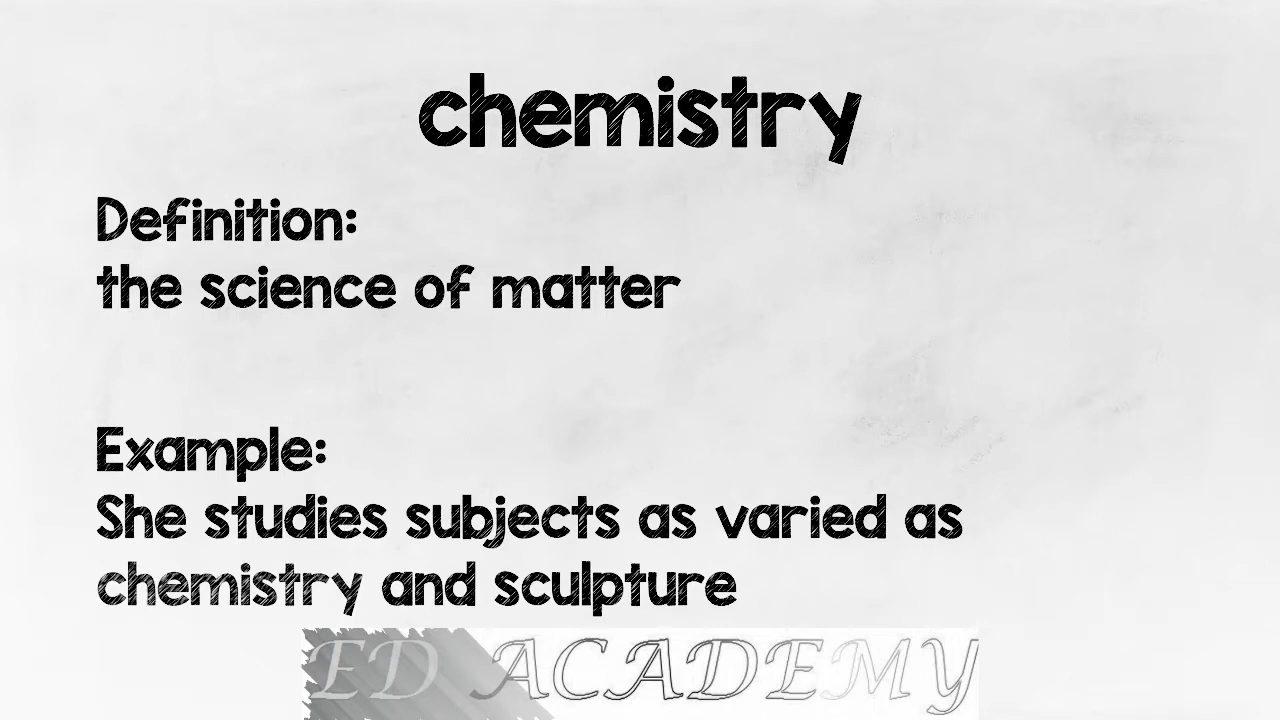 chemistry
Definition:
the science of matter
Example:
She studies subjects as varied as
chemistry and sculpture
ED ACADEMY